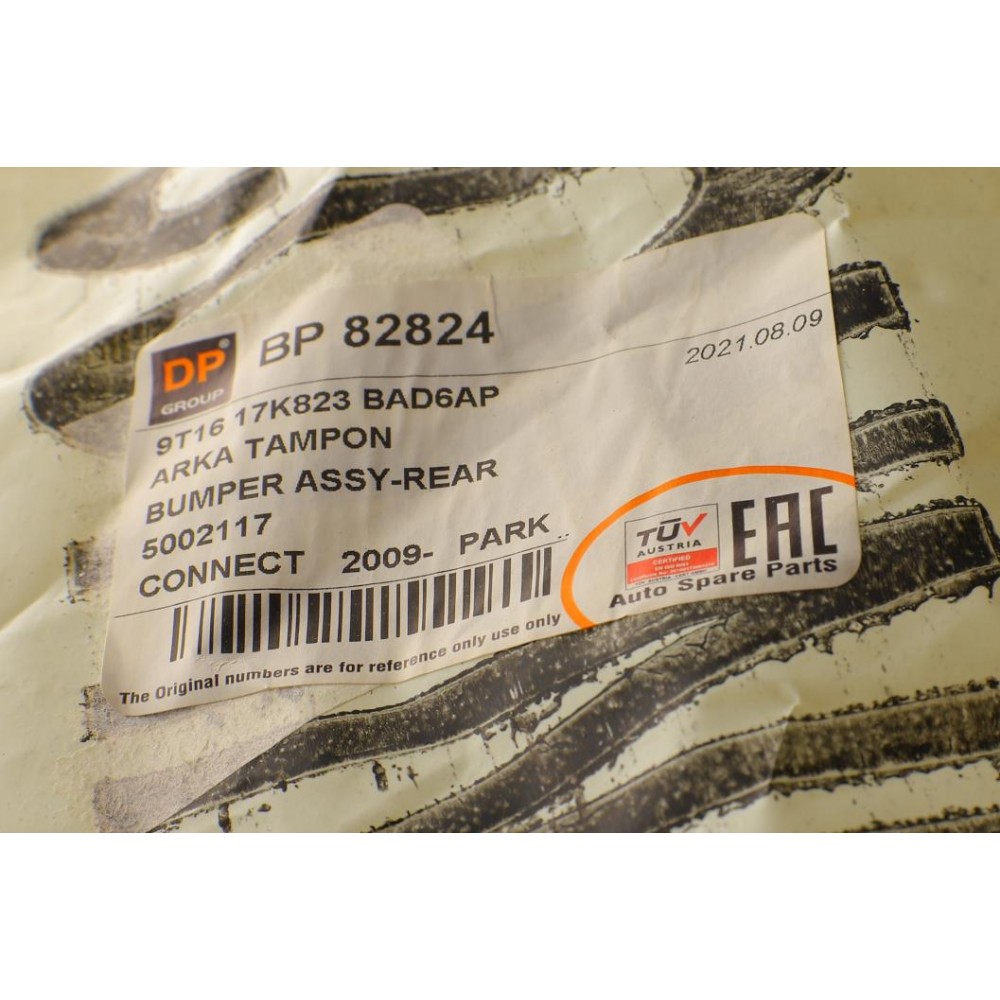 DP®
GROUP
BP 82824
2021.08.09
9T16 17K823 BAD6AP
ARKA TAMPON
BUMPER ASSY-REAR
5002117
CONNECT 2009- PARK ..
TÜV
AUSTRIA
CERTIFIED
EAC
Auto Spare Parts
The Original numbers are for reference only use only